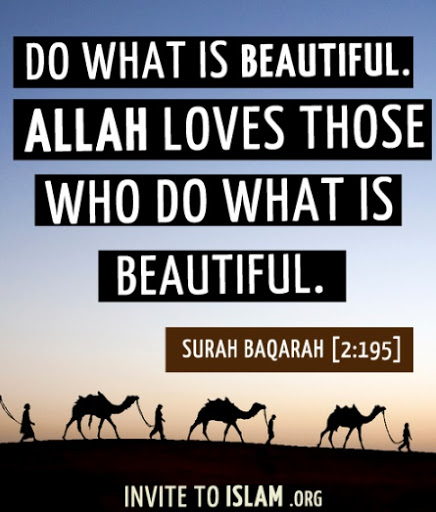 DO WHAT IS BEAUTIFUL.
ALLAH LOVES THOSE
WHO DO WHAT IS
BEAUTIFUL.
SURAH BAQARAH [2:195]
INVITE TO ISLAM .ORG